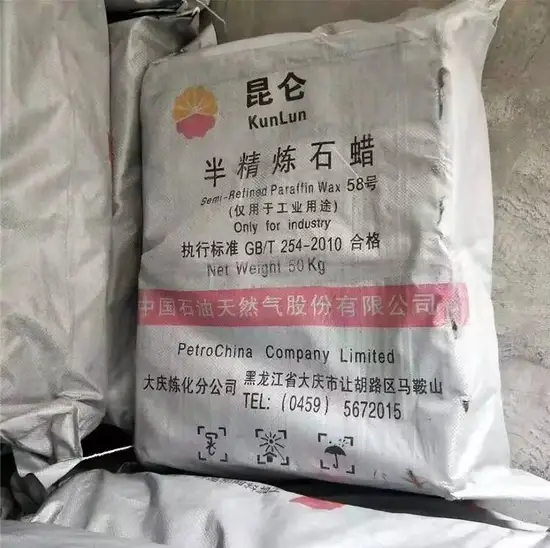 昆仑
KunLun
半精炼石蜡
Semi-Refined Paraffin Wax 58号
(仅用于工业用途)
Only for industry
执行标准 GB/T 254-2010 合格
Net Weight 50Kg
中国石油天然气股份有限公司
PetroChina Company Limited
大庆炼化分公司 黑龙江省大庆市让胡路区马鞍山
TEL: (0459) 5672015